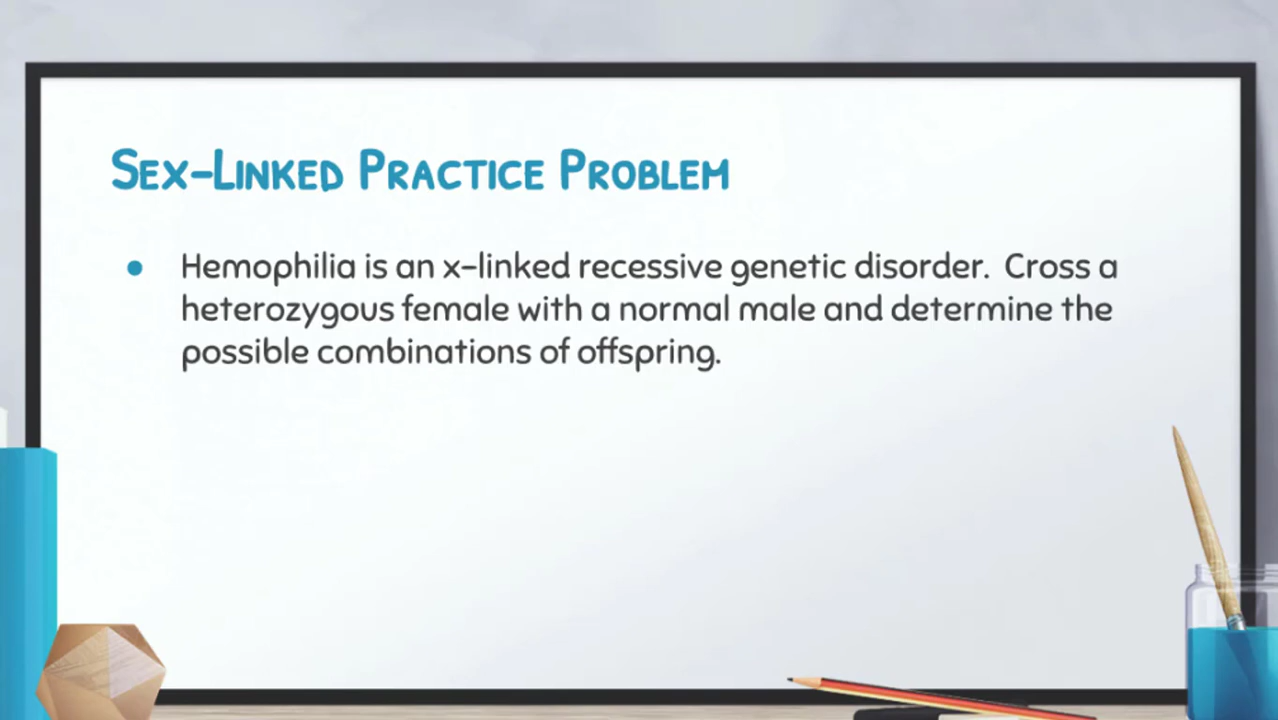 Sex-Linked Practice Problem
Hemophilia is an x-linked recessive genetic disorder. Cross a
heterozygous female with a normal male and determine the
possible combinations of offspring.